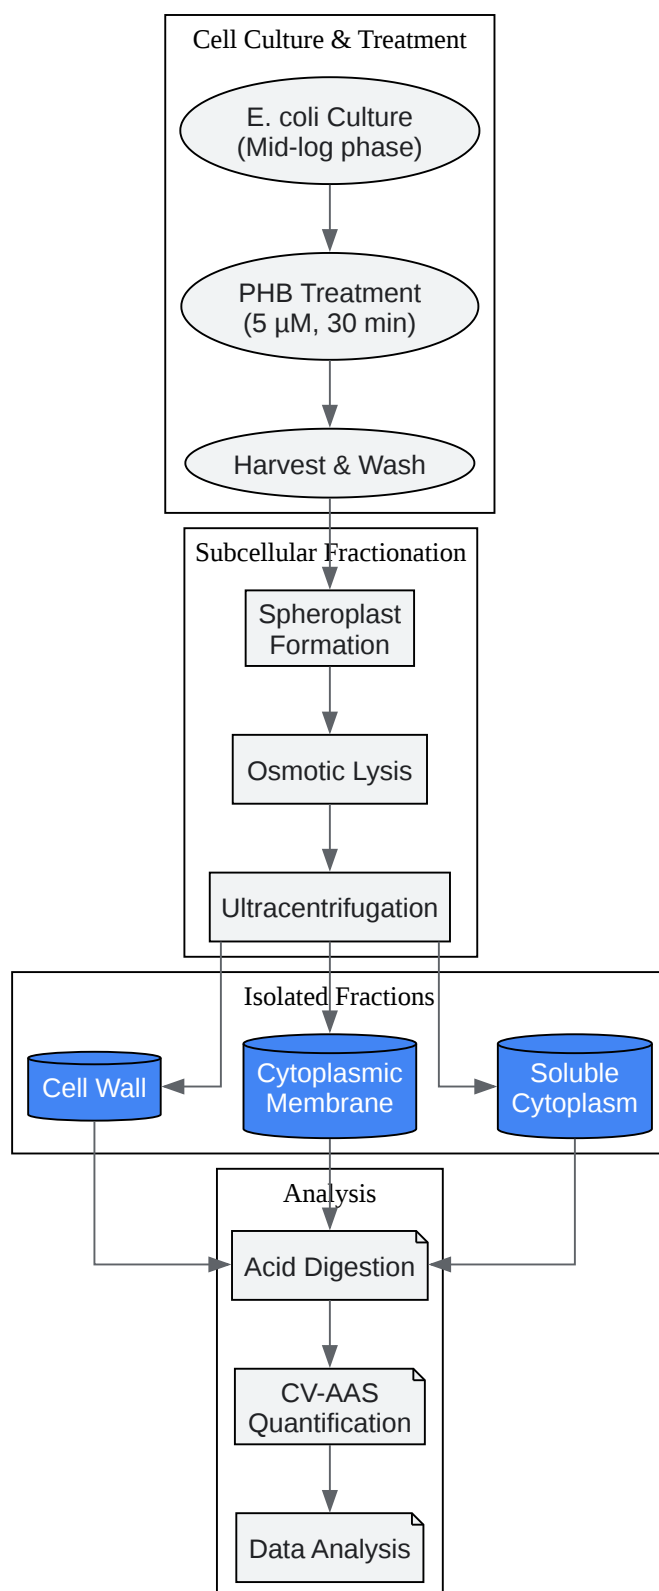 Cell Culture & Treatment
E. coli Culture
(Mid-log phase)
PHB Treatment
(5 µM, 30 min)
Harvest & Wash
Subcellular Fractionation
Spheroplast
Formation
Osmotic Lysis
Ultracentrifugation
Isolated Fractions
Cell Wall
Cytoplasmic
Membrane
Soluble
Cytoplasm
Analysis
Acid Digestion
CV-AAS
Quantification
Data Analysis